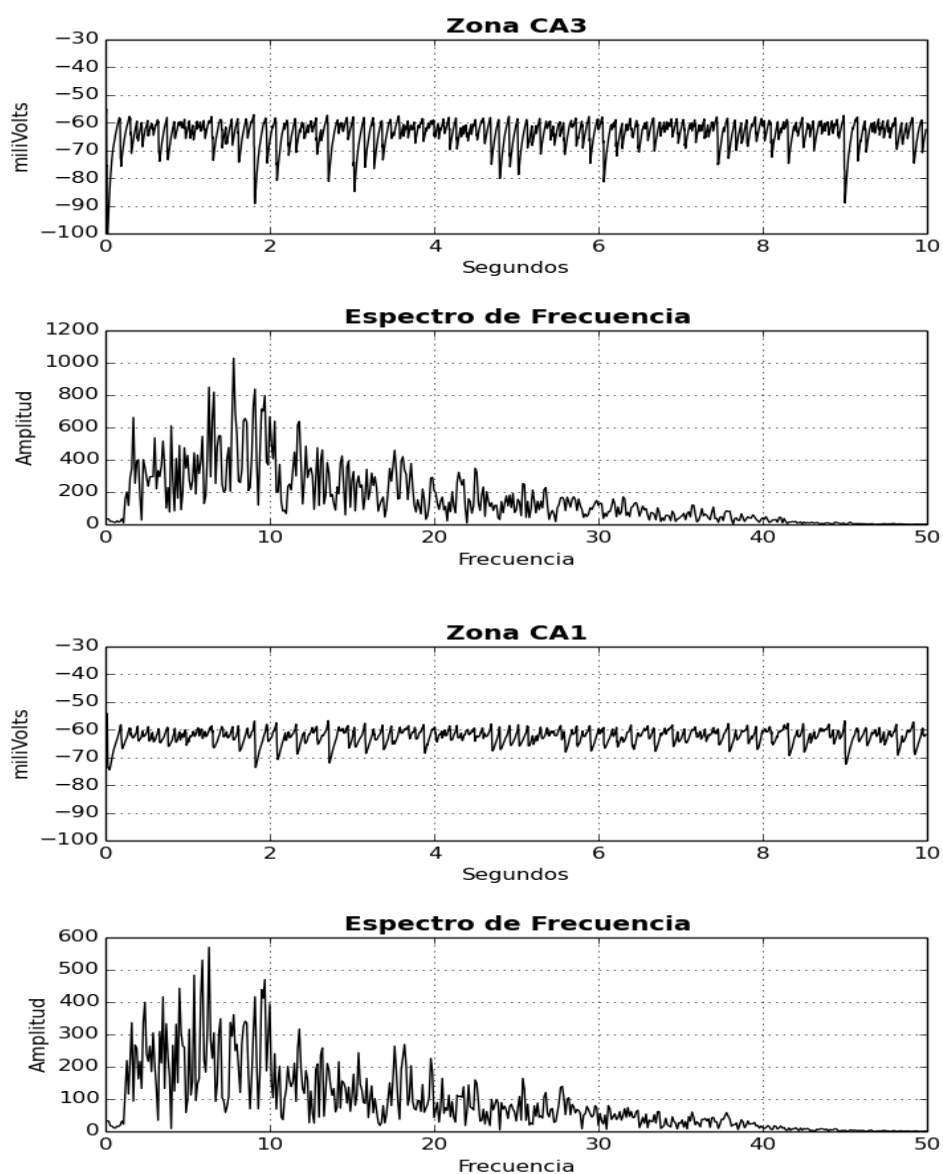 Zona CA3
−30
−40
−50
−60
−70
−80
−90
−100
miliVolts
0 2 4 6 8 10
Segundos
Espectro de Frecuencia
1200
1000
800
600
400
200
0
Amplitud
0 10 20 30 40 50
Frecuencia
Zona CA1
−30
−40
−50
−60
−70
−80
−90
−100
miliVolts
0 2 4 6 8 10
Segundos
Espectro de Frecuencia
600
500
400
300
200
100
0
Amplitud
0 10 20 30 40 50
Frecuencia